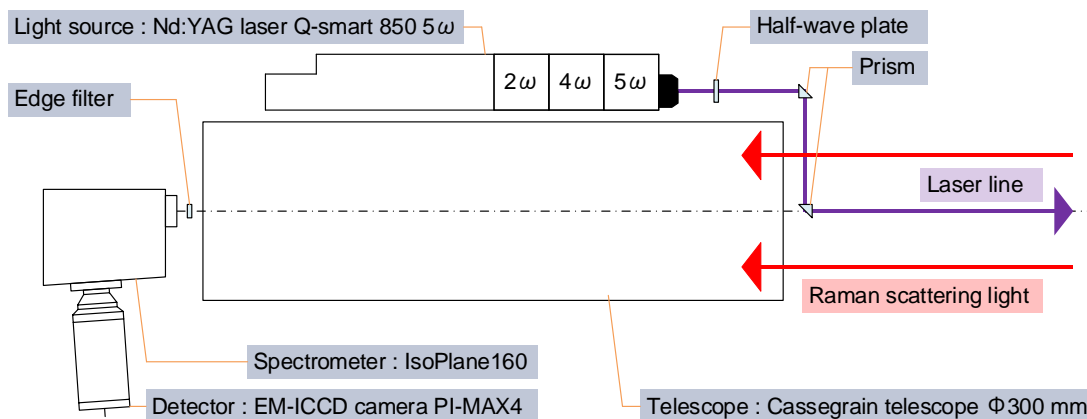 Light source : Nd:YAG laser Q-smart 850 5ω
Half-wave plate
Prism
Edge filter
2ω 4ω 5ω
Laser line
Raman scattering light
Spectrometer : IsoPlane160
Detector : EM-ICCD camera PI-MAX4
Telescope : Cassegrain telescope Φ300 mm